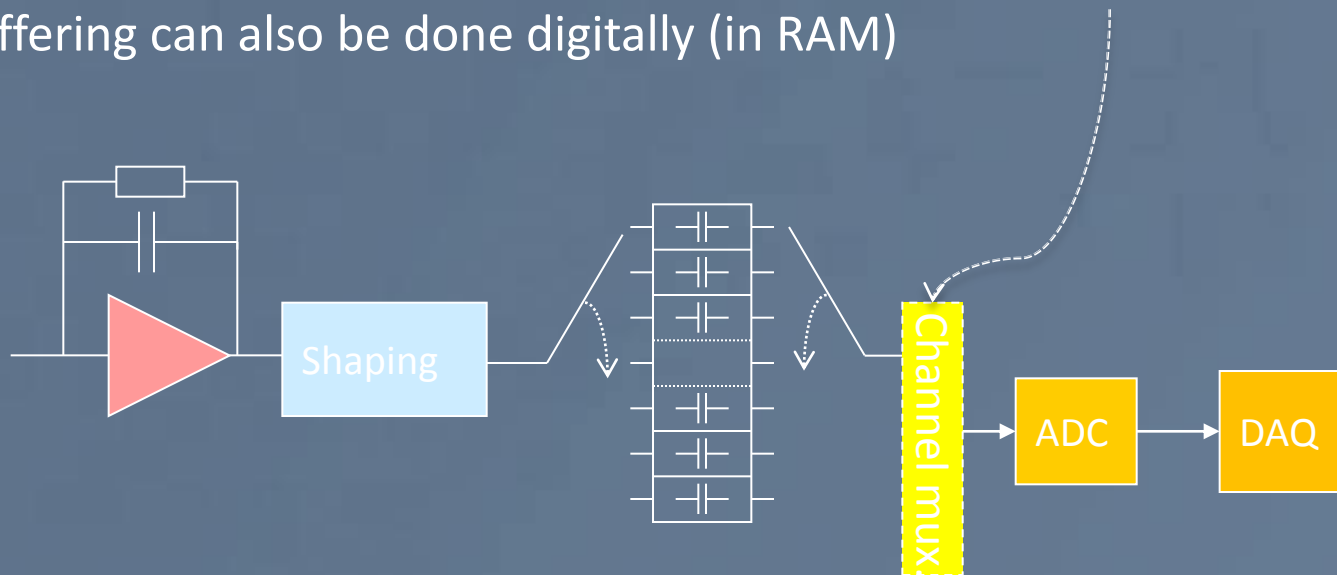 ffering can also be done digitally (in RAM)
Shaping
Channel mux
ADC
DAQ